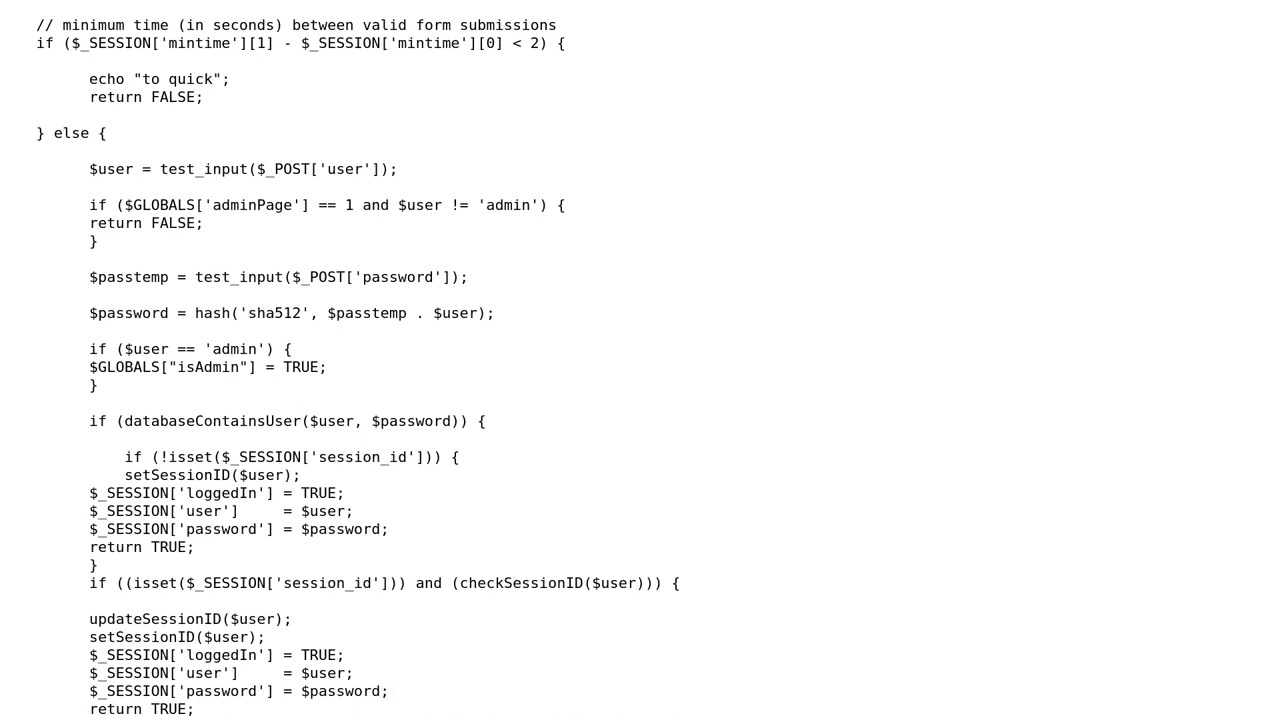 // minimum time (in seconds) between valid form submissions
if ($_SESSION['mintime'][1] - $_SESSION['mintime'][0] < 2) {
echo "to quick";
return FALSE;
} else {
$user = test_input($_POST['user']);
if ($GLOBALS['adminPage'] == 1 and $user != 'admin') {
return FALSE;
}
$passtemp = test_input($_POST['password']);
$password = hash('sha512', $passtemp . $user);
if ($user == 'admin') {
$GLOBALS["isAdmin"] = TRUE;
}
if (databaseContainsUser($user, $password)) {
if (!isset($_SESSION['session_id'])) {
setSessionID($user);
$_SESSION['loggedIn'] = TRUE;
$_SESSION['user']     = $user;
$_SESSION['password'] = $password;
return TRUE;
}
if ((isset($_SESSION['session_id'])) and (checkSessionID($user))) {
updateSessionID($user);
setSessionID($user);
$_SESSION['loggedIn'] = TRUE;
$_SESSION['user']     = $user;
$_SESSION['password'] = $password;
return TRUE;